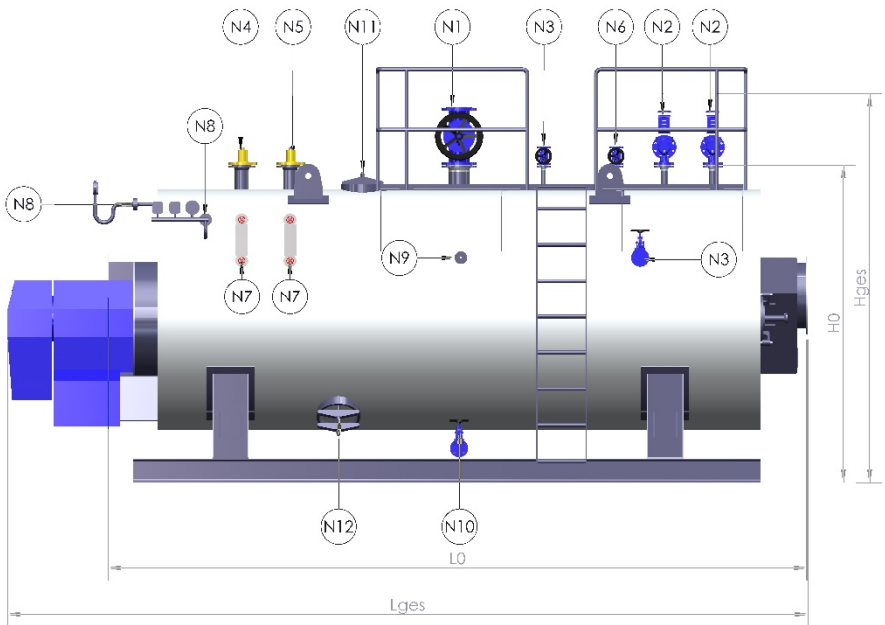 N4 N5 N11 N1 N3 N6 N2 N2
N8
N8
N9 N3
N7 N7
H0 Hges
N12 N10
L0
Lges